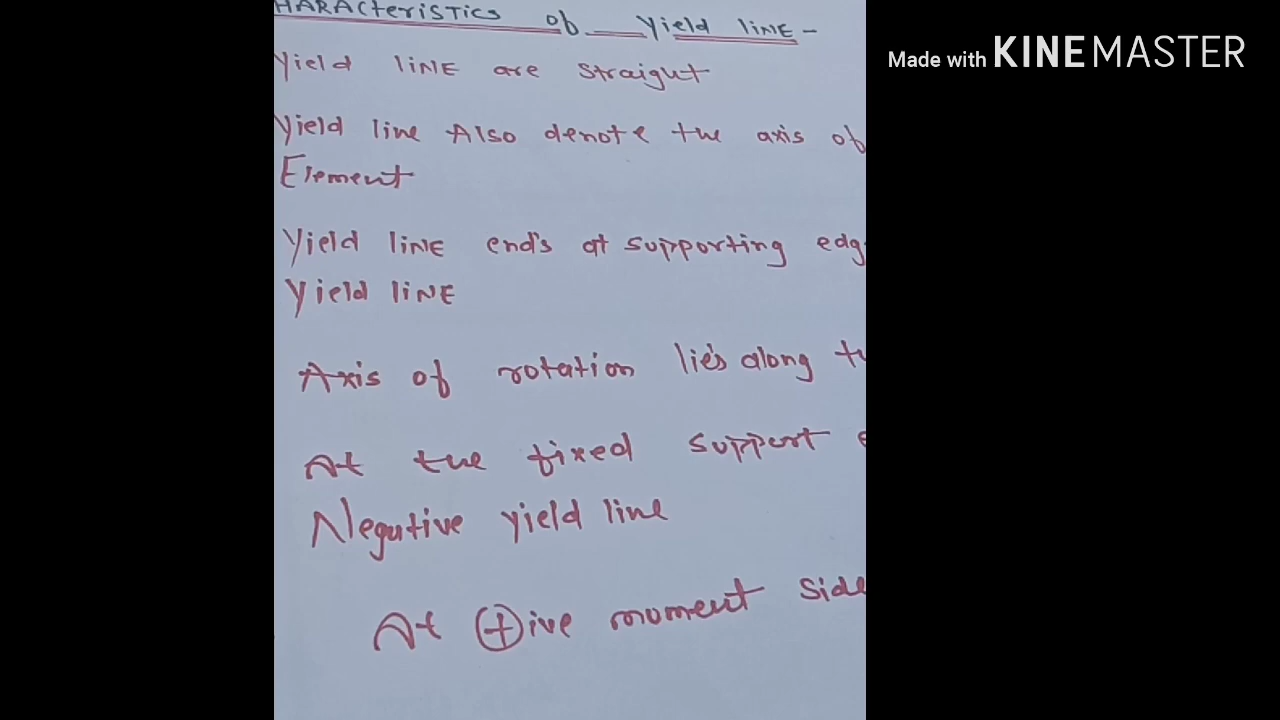 HARACteriSTICS of Yield liNE -
Made with KINEMASTER
Yield liNE are Straight
Yield line Also denote the axis of
Element
Yield liNE end's at supporting edg
Yield liNE
Axis of rotation lie's along
At the fixed support
Negative yield line
At (+)ive moment side